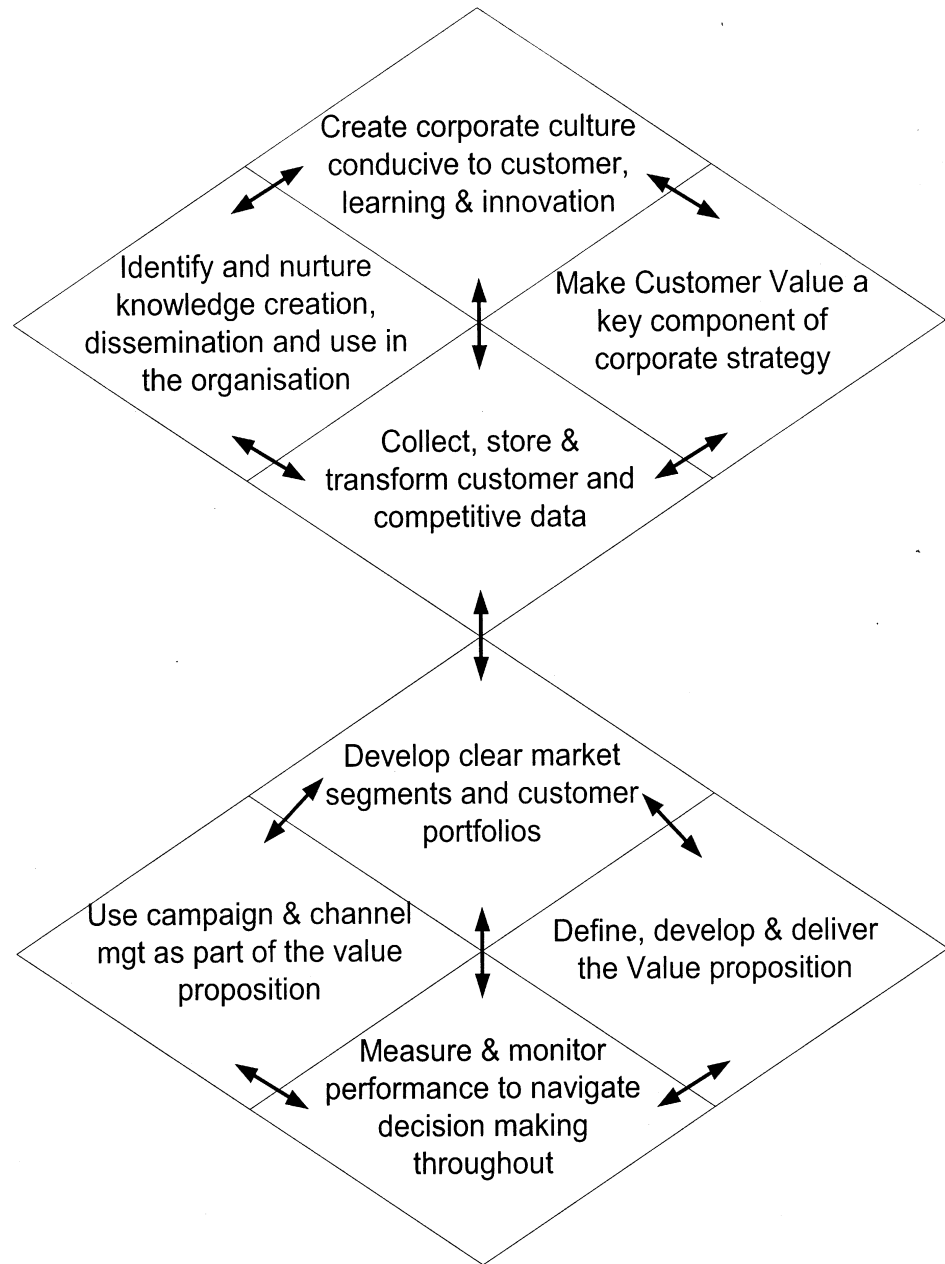 Create corporate culture
conducive to customer,
learning & innovation
Identify and nurture
knowledge creation,
dissemination and use in
the organisation
Make Customer Value a
key component of
corporate strategy
Collect, store &
transform customer and
competitive data
Develop clear market
segments and customer
portfolios
Use campaign & channel
mgt as part of the value
proposition
Define, develop & deliver
the Value proposition
Measure & monitor
performance to navigate
decision making
throughout